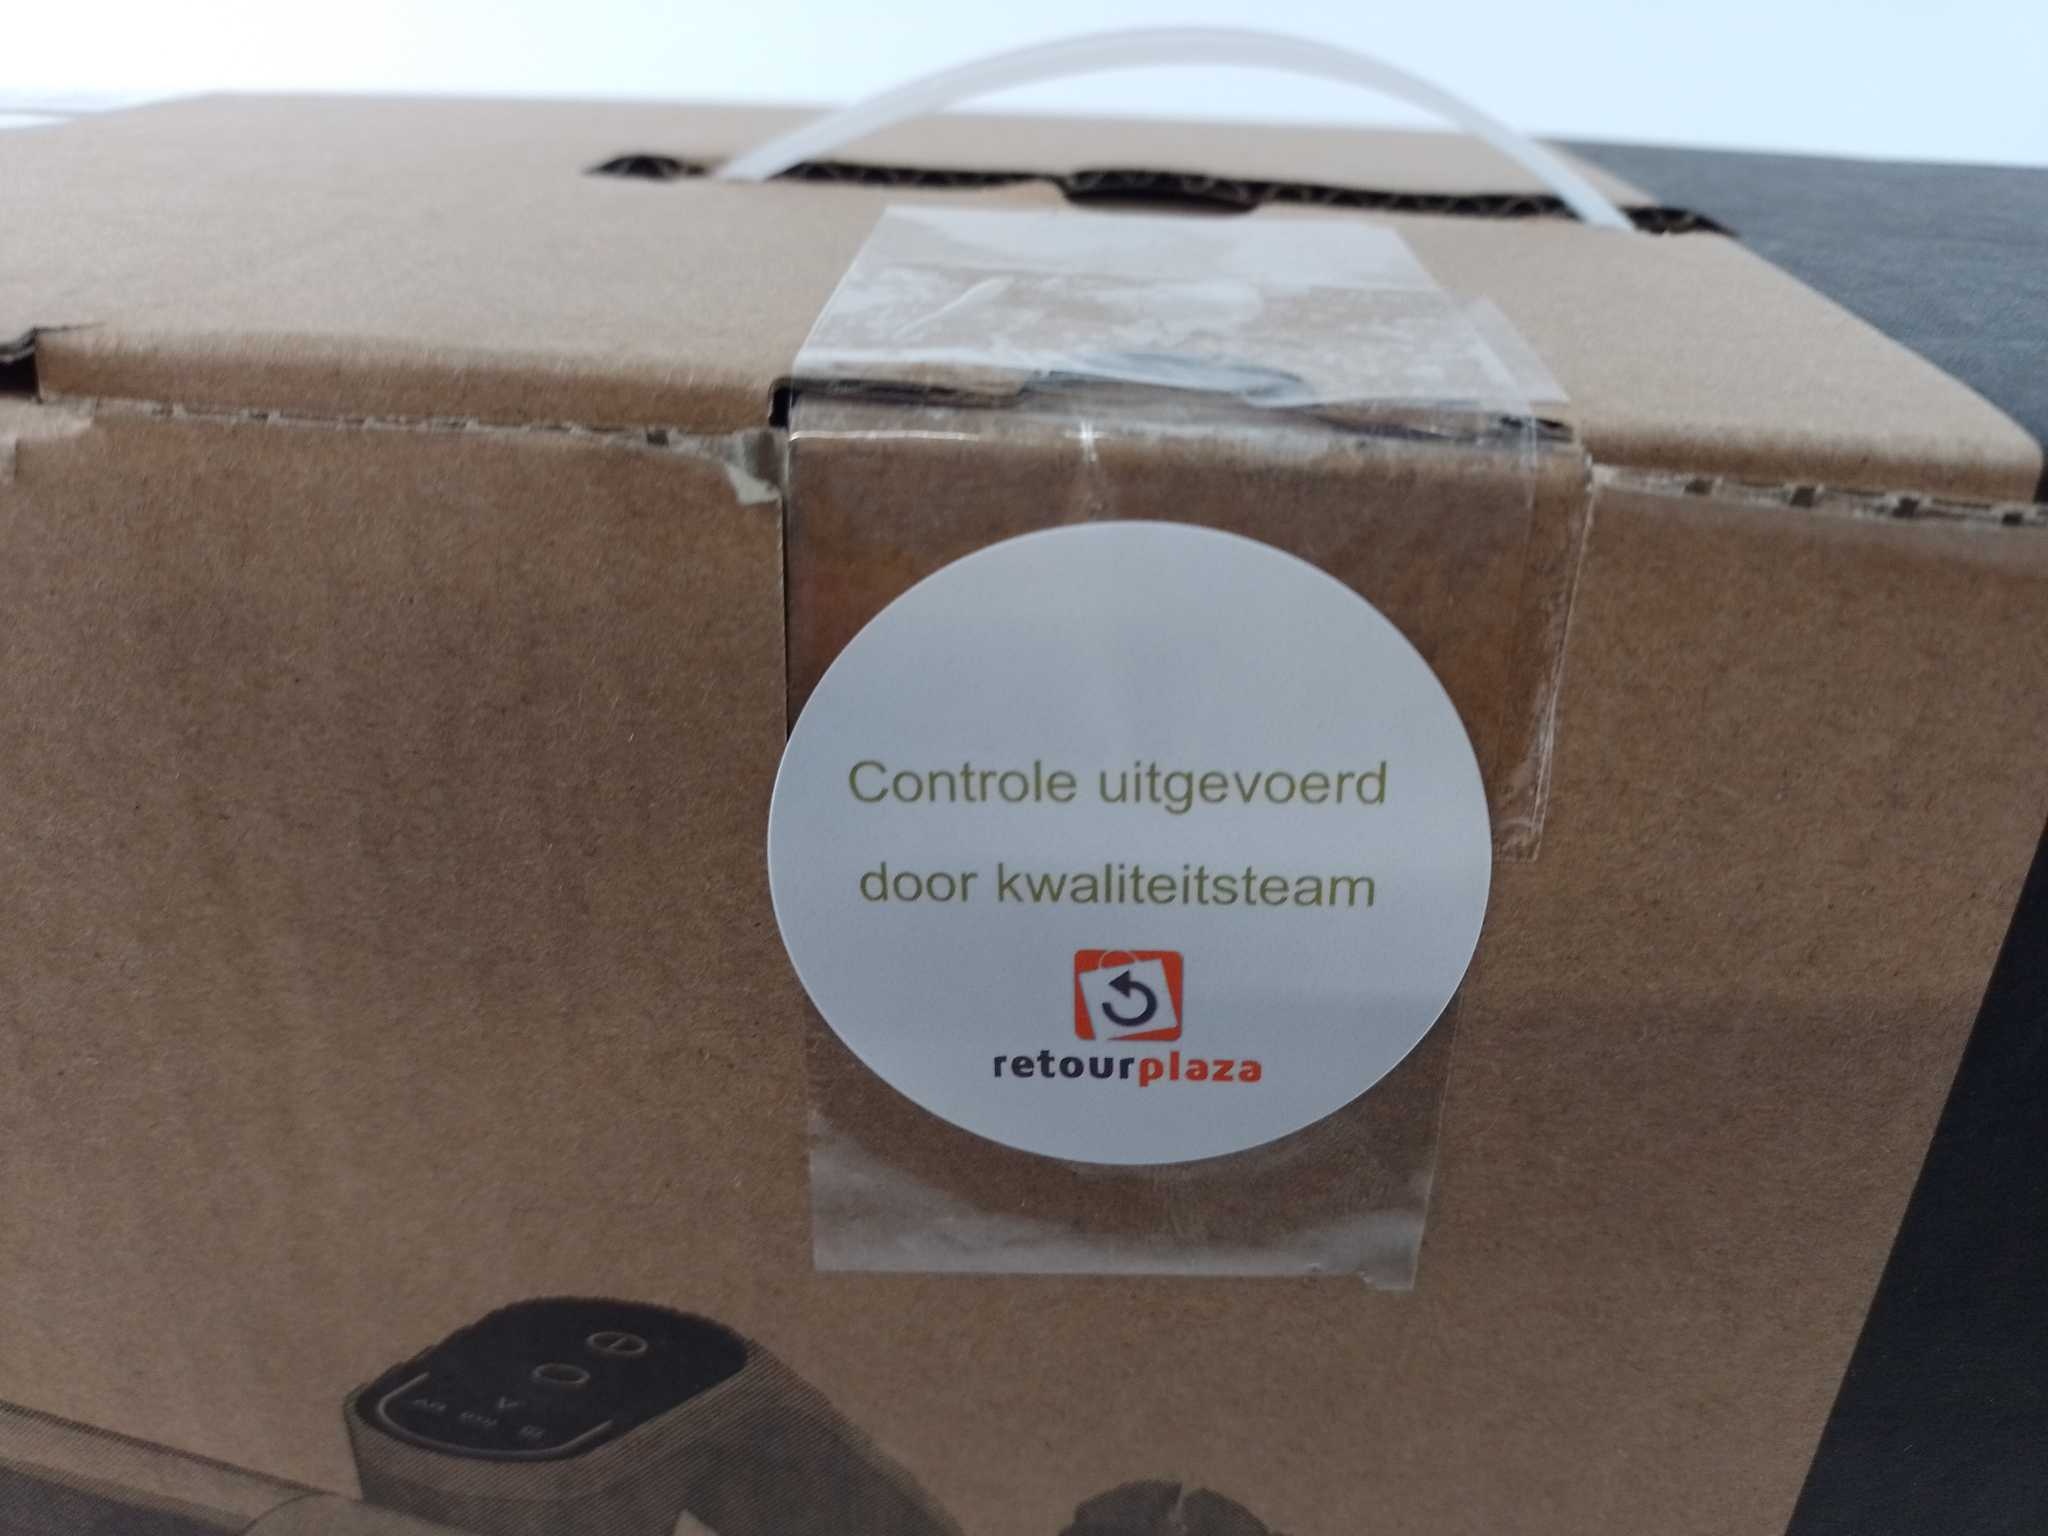 Controle uitgevoerd
door kwaliteitsteam
retourplaza